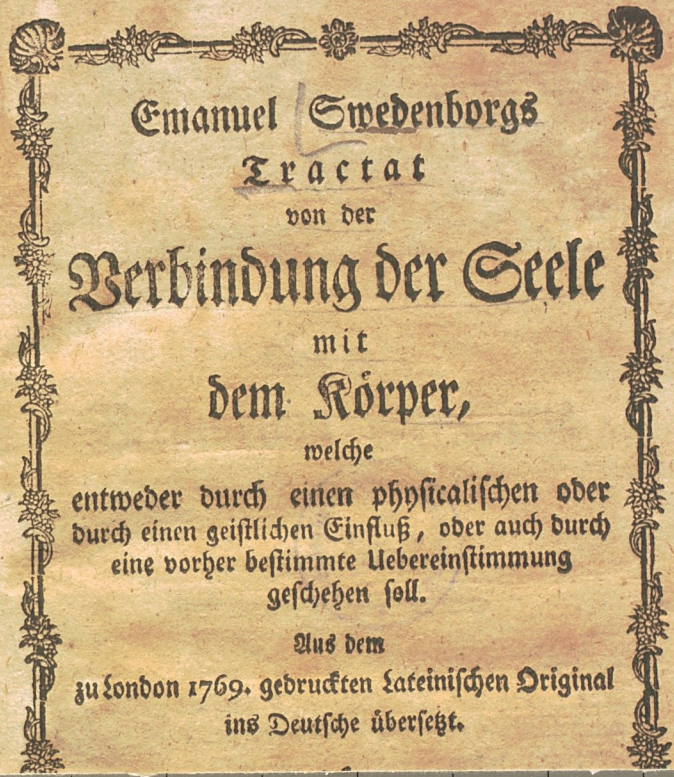 Emanuel Swedenborgs
Tractat
von der
Verbindung der Seele
mit
dem Körper,
welche
entweder durch einen physicalischen oder
durch einen geistlichen Einfluß, oder auch durch
eine vorher bestimmte Uebereinstimmung
geschehen soll.
Aus dem
zu London 1769. gedruckten Lateinischen Original
ins Deutsche übersetzt.